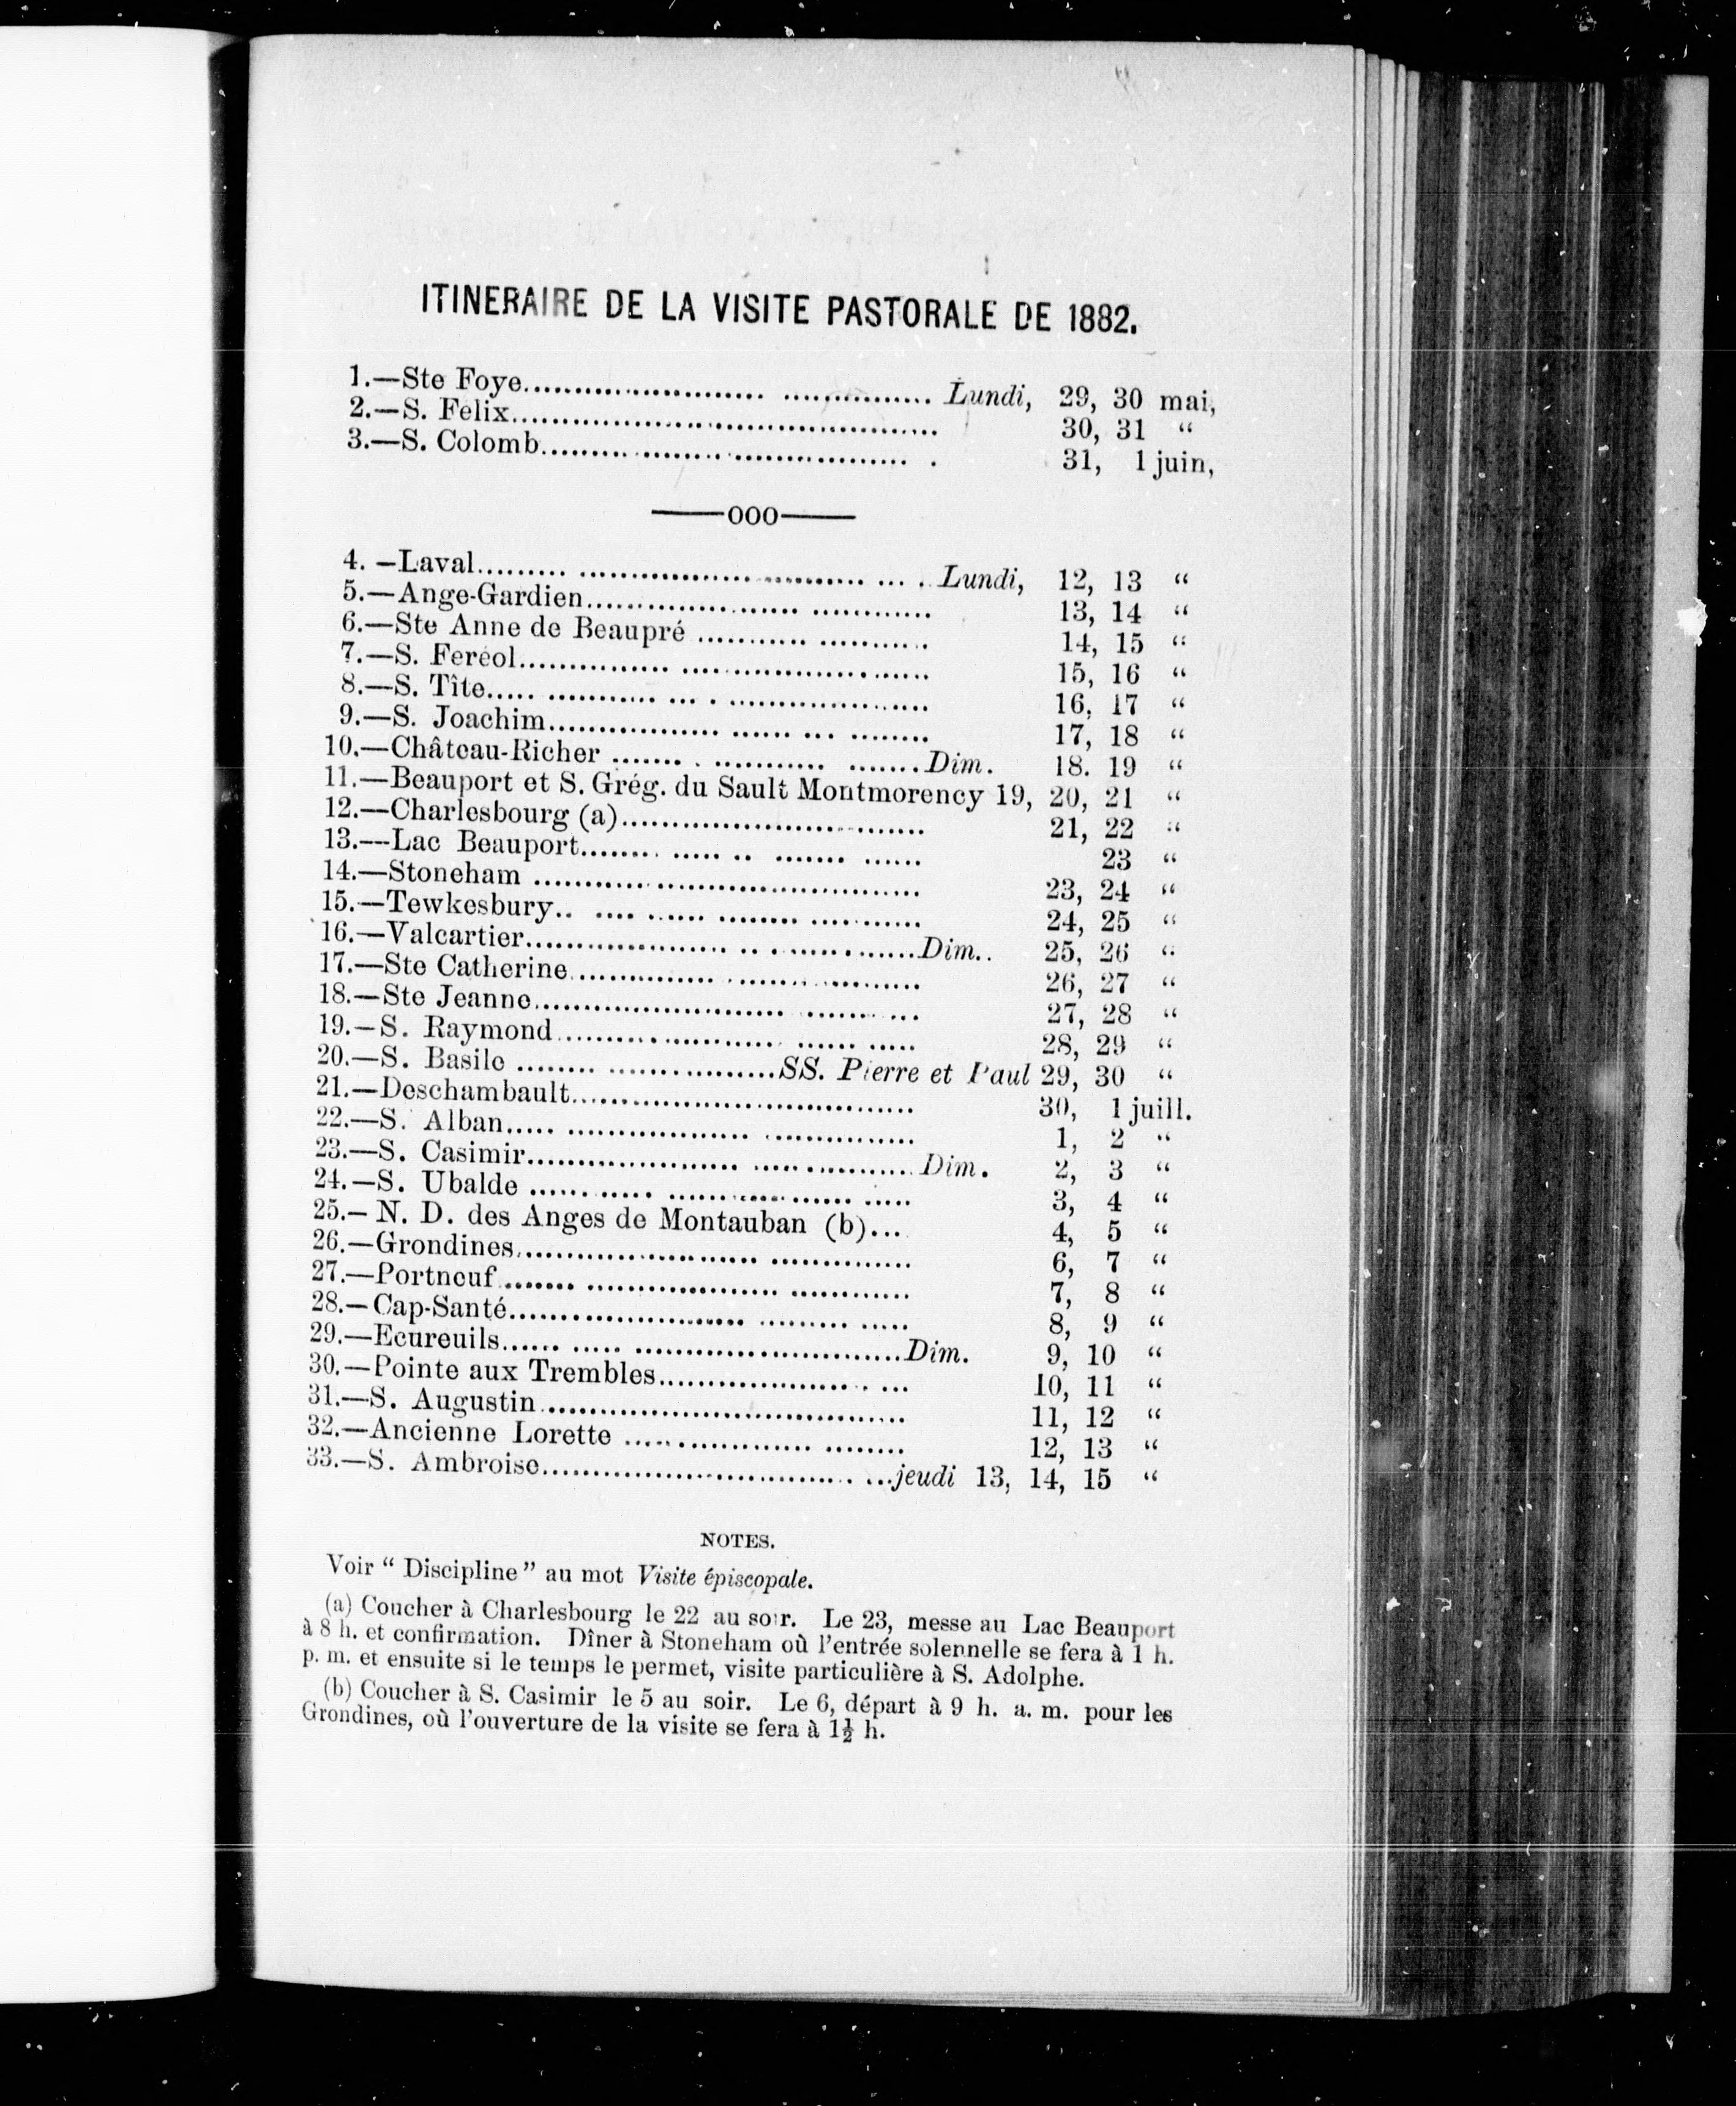 ITINERAIRE DE LA VISITE PASTORALE DE 1882.
1.—Ste Foye........................ ............... Lundi, 29, 30 mai,
2.—S. Félix.......................................... 30, 31 “
3.—S. Colomb......... ......... ................. . 31, 1 juin,
——ooo——
4. —Laval......... ............................ ... . Lundi, 12, 13 “
5.—Ange-Gardien..................... ............ 13, 14 “
6.—Ste Anne de Beaupré ........... ........... 14, 15 “
7.—S. Feréol............... ......................... 15, 16 “
8.—S. Tîte..... ........... ... . .................... 16, 17 “
9.—S. Joachim................. ...... ... ........ 17, 18 “
10.—Château-Richer ....... . ........... .......Dim. 18. 19 “
11.—Beauport et S. Grég. du Sault Montmorency 19, 20, 21 “
12.—Charlesbourg (a).............................. 21, 22 “
13.—Lac Beauport........ ..... .. ....... ...... 23 “
14.—Stoneham ...................................... 23, 24 “
15.—Tewkesbury.. .... ...... ........ ........... 24, 25 “
16.—Valcartier.................... .. . .............Dim.. 25, 26 “
17.—Ste Catherine.............. .................... 26, 27 “
18.—Ste Jeanne......................... ........ ... 27, 28 “
19.—S. Raymond...................... ...... ..... 28, 29 “
20.—S. Basile ........ .................SS. Pierre et Paul 29, 30 “
21.—Deschambault.................................. 30, 1 juill.
22.—S. Alban..... .................. ............... 1, 2 “
23.—S. Casimir..................... ..... ..........Dim. 2, 3 “
24.—S. Ubalde ...... ..... ....... .... ...... ..... 3, 4 “
25.— N. D. des Anges de Montauban (b)... 4, 5 “
26.—Grondines........................ .............. 6, 7 “
27.—Portneuf....... ................... ............ 7, 8 “
28.—Cap-Santé....................... ......... ..... 8, 9 “
29.—Ecureuils...... ..... ..........................Dim. 9, 10 “
30.—Pointe aux Trembles................... . ... 10, 11 “
31.—S. Augustin.................................... 11, 12 “
32.—Ancienne Lorette ................... ........ 12, 13 “
33.—S. Ambroise.............................. ...jeudi 13, 14, 15 “
NOTES.
Voir “ Discipline ” au mot Visite épiscopale.
(a) Coucher à Charlesbourg le 22 au soir. Le 23, messe au Lac Beauport
à 8 h. et confirmation. Dîner à Stoneham où l’entrée solennelle se fera à 1 h.
p. m. et ensuite si le temps le permet, visite particulière à S. Adolphe.
(b) Coucher à S. Casimir le 5 au soir. Le 6, départ à 9 h. a. m. pour les
Grondines, où l’ouverture de la visite se fera à 1½ h.